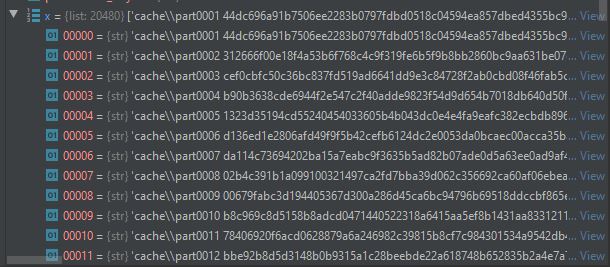 x = {list: 20480} ['cache\\part0001 44dc696a91b7506ee2283b0797fdbd0518c04594ea857dbed4355bc9... View
00000 = {str} 'cache\\part0001 44dc696a91b7506ee2283b0797fdbd0518c04594ea857dbed4355bc9... View
00001 = {str} 'cache\\part0002 312666f00e18f4a53b6f768c4c9f319fe6b5f9b8bb2860bc9aa631be07... View
00002 = {str} 'cache\\part0003 cef0cbfc50c36bc837fd519ad6641dd9e3c84728f2ab0cbd08f46fab5c... View
00003 = {str} 'cache\\part0004 b90b3638cde6944f2e547c2f40adde9823f54d9d654b7018db640d50f... View
00004 = {str} 'cache\\part0005 1323d35194cd55240454033605b4b043dc0e4e4fa9eafc382ecbdb896... View
00005 = {str} 'cache\\part0006 d136ed1e2806afd49f9f5b42cefb6124dc2e0053da0bcaec00acca35b... View
00006 = {str} 'cache\\part0007 da114c73694202ba15a7eabc9f3635b5ad82b07ade0d5a63ee0ad9af4... View
00007 = {str} 'cache\\part0008 02b4c391b1a099100321497ca2fd7bba39d062c356692ca60af06ebea... View
00008 = {str} 'cache\\part0009 00679fabc3d194405367d300a286d45ca6bc94796b69518ddccbf865... View
00009 = {str} 'cache\\part0010 b8c969c8d5158b8adcd0471440522318a6415aa5ef8b1431aa8331211... View
00010 = {str} 'cache\\part0011 78406920f6acd0628879a6a246982c39815b8cf7c984301534a9542db... View
00011 = {str} 'cache\\part0012 bbe92b8d5d3148b0b9315a1c28beebde22a618748b652835b2a4e7a... View